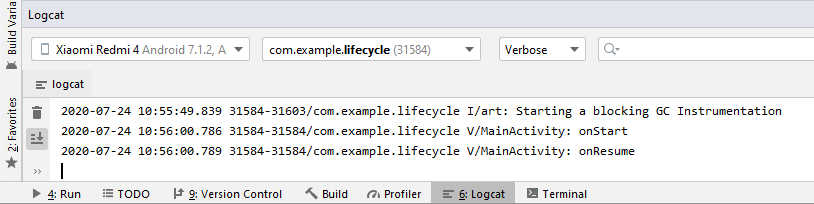 Logcat
Xiaomi Redmi 4 Android 7.1.2, A
com.example.lifecycle (31584)
Verbose
logcat
2020-07-24 10:55:49.839 31584-31603/com.example.lifecycle I/art: Starting a blocking GC Instrumentation
2020-07-24 10:56:00.786 31584-31584/com.example.lifecycle V/MainActivity: onStart
2020-07-24 10:56:00.789 31584-31584/com.example.lifecycle V/MainActivity: onResume
Build Varia
2: Favorites
4: Run
TODO
9: Version Control
Build
Profiler
6: Logcat
Terminal